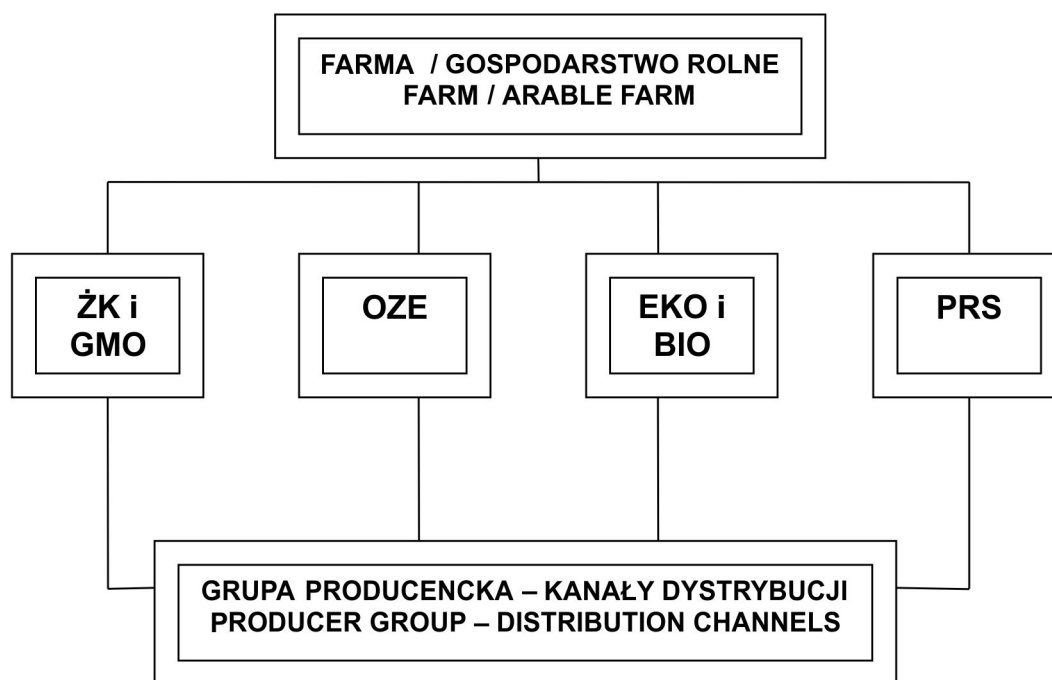 FARMA / GOSPODARSTWO ROLNE
FARM / ARABLE FARM
ŻK i
GMO
OZE
EKO i
BIO
PRS
GRUPA PRODUCENCKA – KANAŁY DYSTRYBUCJI
PRODUCER GROUP – DISTRIBUTION CHANNELS